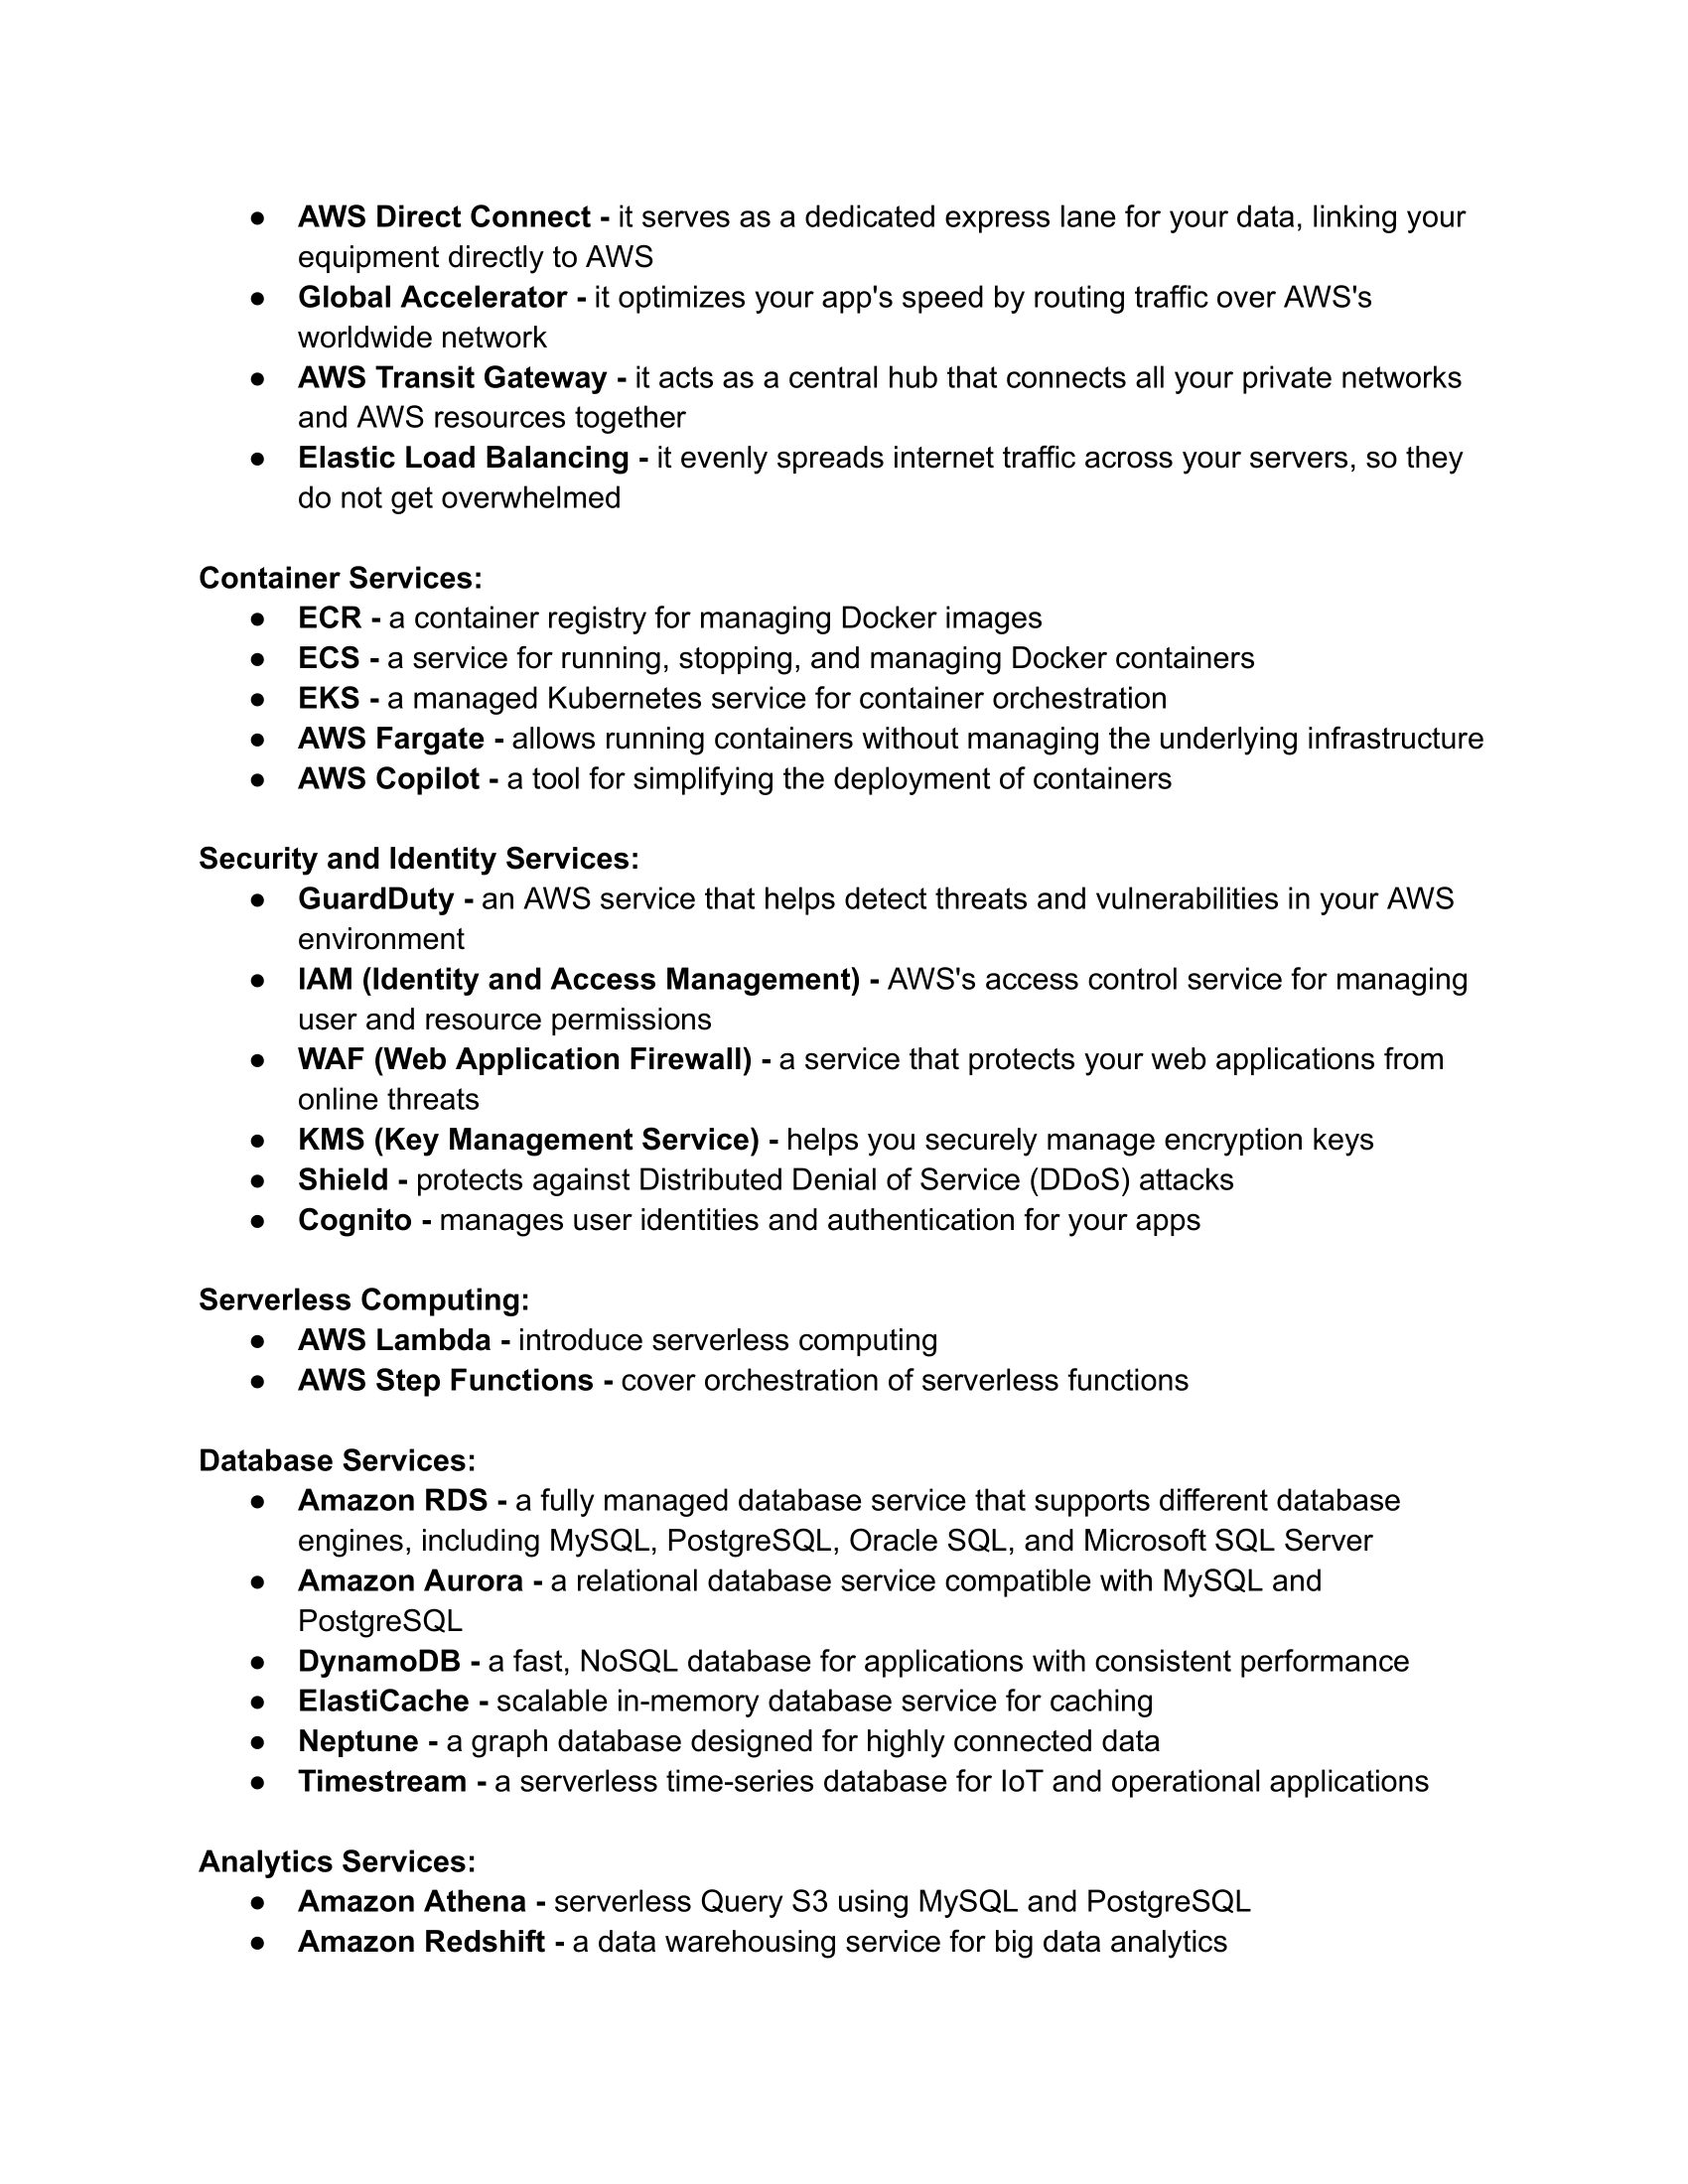 ● AWS Direct Connect - it serves as a dedicated express lane for your data, linking your
equipment directly to AWS
● Global Accelerator - it optimizes your app's speed by routing traffic over AWS's
worldwide network
● AWS Transit Gateway - it acts as a central hub that connects all your private networks
and AWS resources together
● Elastic Load Balancing - it evenly spreads internet traffic across your servers, so they
do not get overwhelmed
Container Services:
● ECR - a container registry for managing Docker images
● ECS - a service for running, stopping, and managing Docker containers
● EKS - a managed Kubernetes service for container orchestration
● AWS Fargate - allows running containers without managing the underlying infrastructure
● AWS Copilot - a tool for simplifying the deployment of containers
Security and Identity Services:
● GuardDuty - an AWS service that helps detect threats and vulnerabilities in your AWS
environment
● IAM (Identity and Access Management) - AWS's access control service for managing
user and resource permissions
● WAF (Web Application Firewall) - a service that protects your web applications from
online threats
● KMS (Key Management Service) - helps you securely manage encryption keys
● Shield - protects against Distributed Denial of Service (DDoS) attacks
● Cognito - manages user identities and authentication for your apps
Serverless Computing:
● AWS Lambda - introduce serverless computing
● AWS Step Functions - cover orchestration of serverless functions
Database Services:
● Amazon RDS - a fully managed database service that supports different database
engines, including MySQL, PostgreSQL, Oracle SQL, and Microsoft SQL Server
● Amazon Aurora - a relational database service compatible with MySQL and
PostgreSQL
● DynamoDB - a fast, NoSQL database for applications with consistent performance
● ElastiCache - scalable in-memory database service for caching
● Neptune - a graph database designed for highly connected data
● Timestream - a serverless time-series database for IoT and operational applications
Analytics Services:
● Amazon Athena - serverless Query S3 using MySQL and PostgreSQL
● Amazon Redshift - a data warehousing service for big data analytics